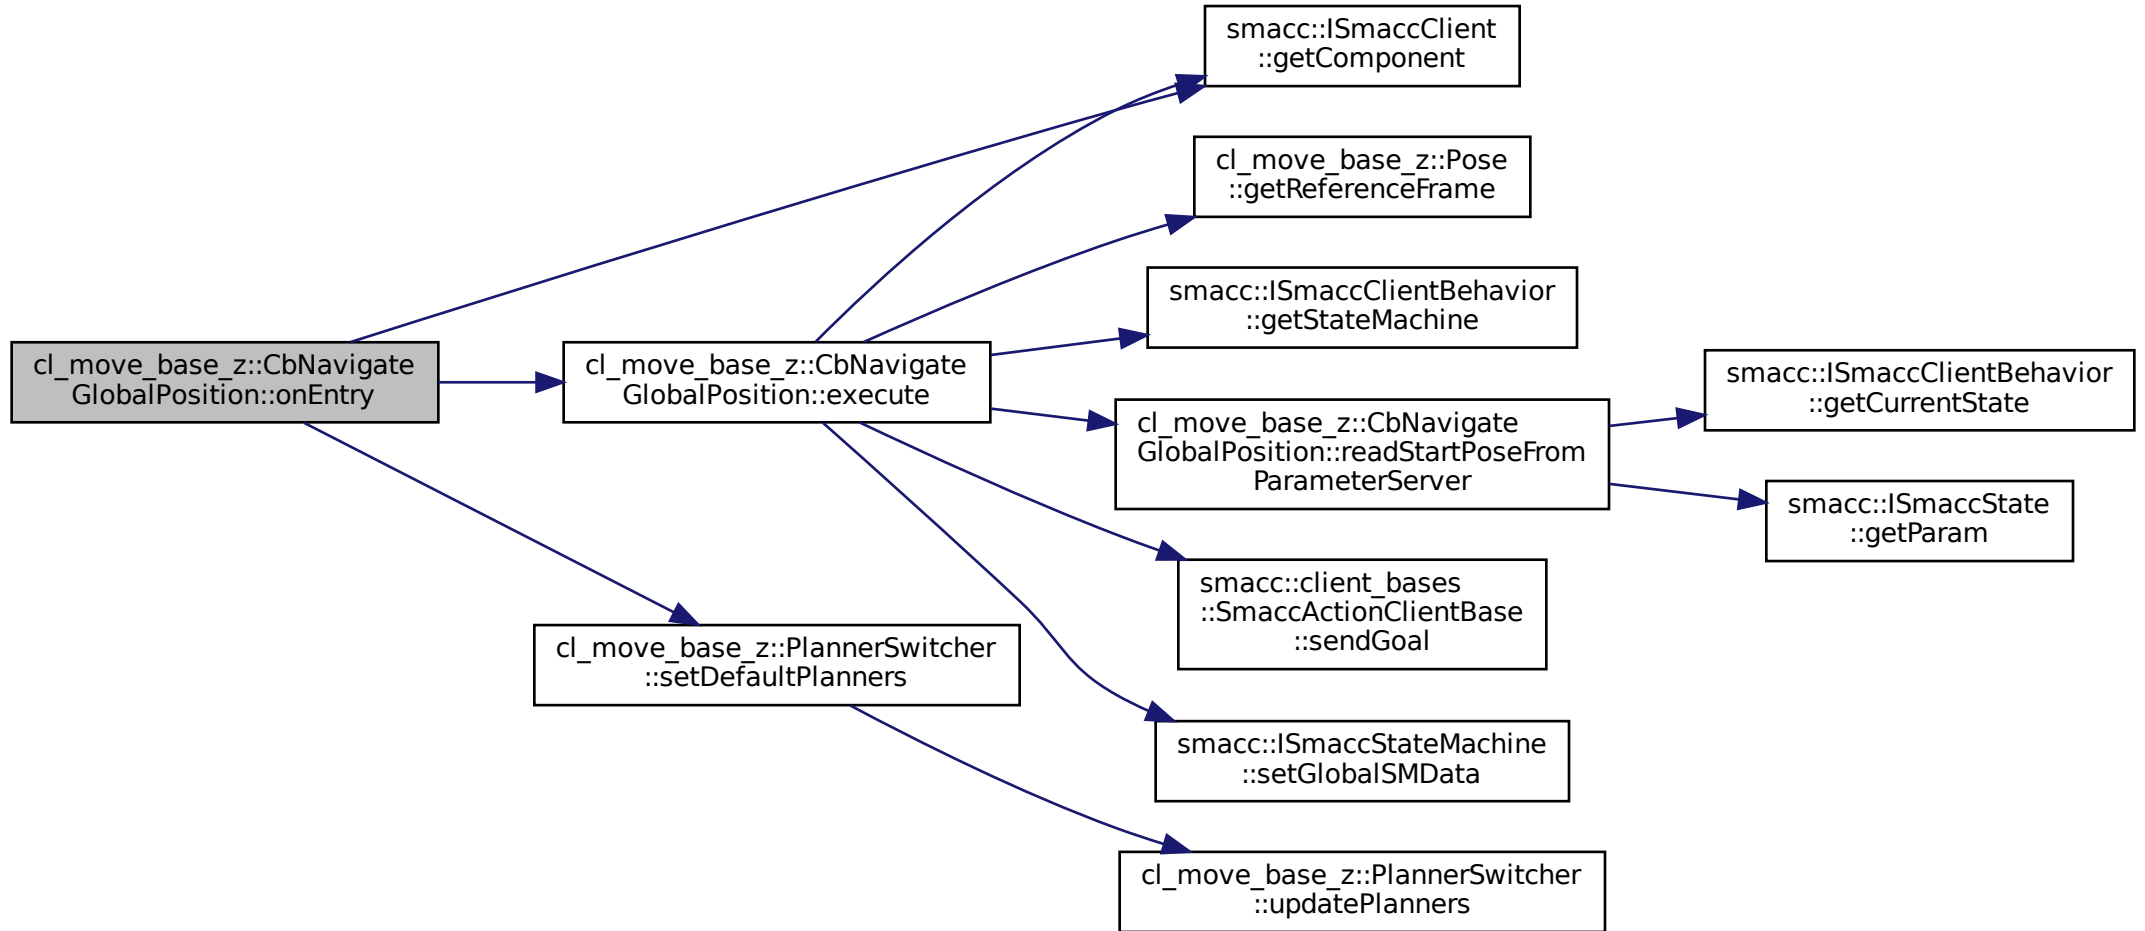 smacc::ISmaccClient
::getComponent
cl_move_base_z::Pose
::getReferenceFrame
smacc::ISmaccClientBehavior
::getStateMachine
cl_move_base_z::CbNavigate
GlobalPosition::onEntry
cl_move_base_z::CbNavigate
GlobalPosition::execute
smacc::ISmaccClientBehavior
::getCurrentState
cl_move_base_z::CbNavigate
GlobalPosition::readStartPoseFrom
ParameterServer
smacc::ISmaccState
::getParam
smacc::client_bases
::SmaccActionClientBase
::sendGoal
cl_move_base_z::PlannerSwitcher
::setDefaultPlanners
smacc::ISmaccStateMachine
::setGlobalSMData
cl_move_base_z::PlannerSwitcher
::updatePlanners